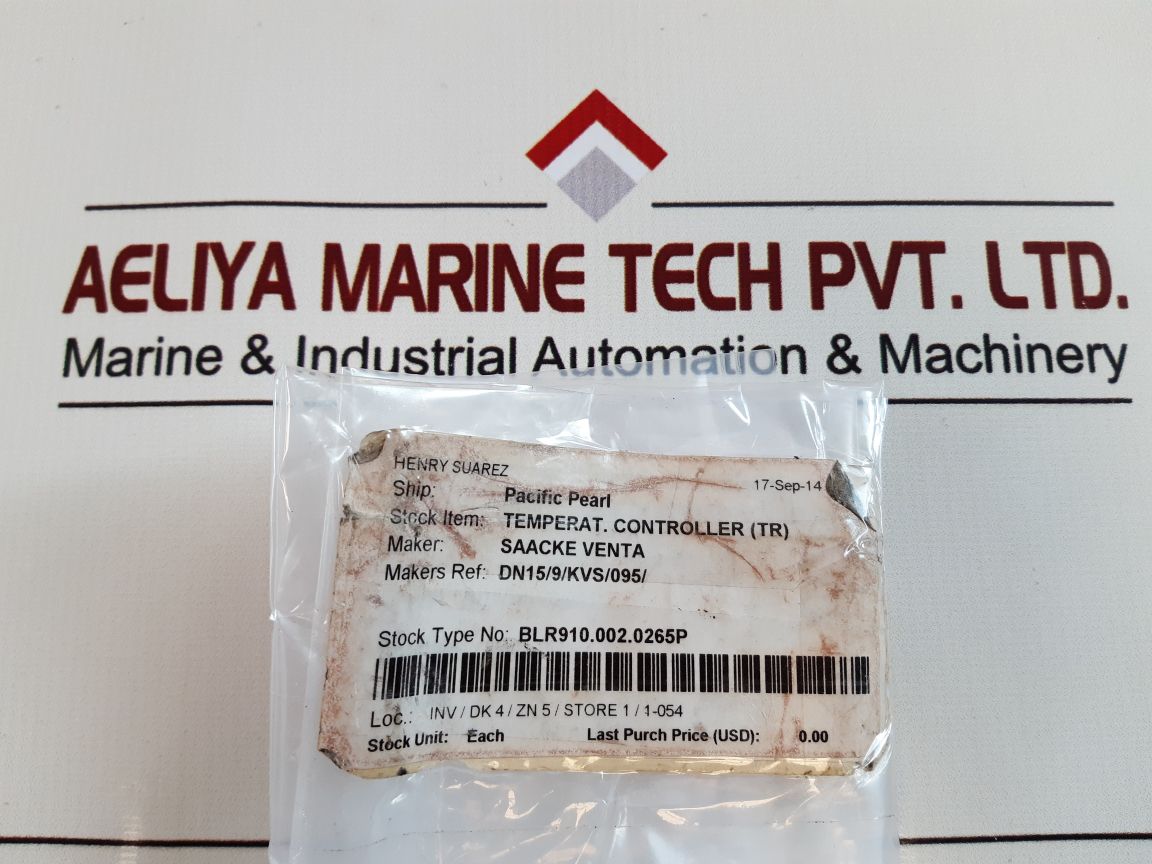 AELIYA MARINE TECH PVT. LTD.
Marine & Industrial Automation & Machinery
HENRY SUAREZ 17-Sep-14
Ship: Pacific Pearl
Stock Item: TEMPERAT. CONTROLLER (TR)
Maker: SAACKE VENTA
Makers Ref: DN15/9/KVS/095/
Stock Type No: BLR910.002.0265P
Loc.: INV / DK 4 / ZN 5 / STORE 1 / 1-054
Stock Unit: Each Last Purch Price (USD): 0.00